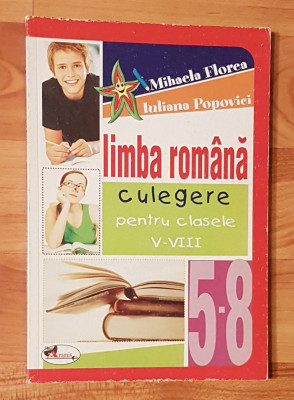 Mihaela Florea
Iuliana Popovici
limba română
culegere
pentru clasele
V-VIII
5-8